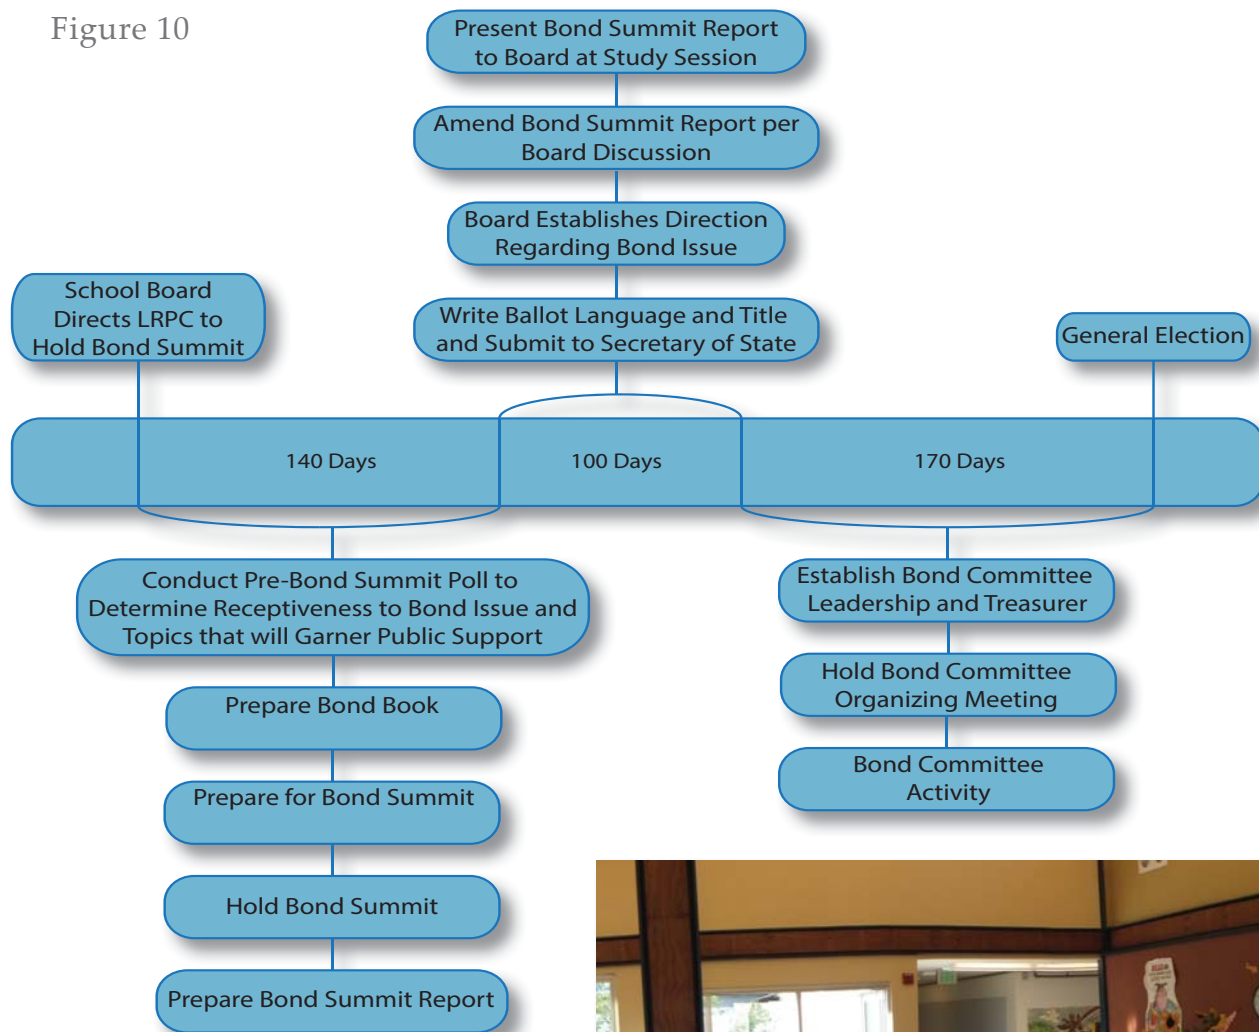 Figure 10
Present Bond Summit Report
to Board at Study Session
Amend Bond Summit Report per
Board Discussion
Board Establishes Direction
Regarding Bond Issue
Write Ballot Language and Title
and Submit to Secretary of State
School Board
Directs LRPC to
Hold Bond Summit
General Election
140 Days
100 Days
170 Days
Conduct Pre-Bond Summit Poll to
Determine Receptiveness to Bond Issue and
Topics that will Garner Public Support
Prepare Bond Book
Prepare for Bond Summit
Hold Bond Summit
Prepare Bond Summit Report
Establish Bond Committee
Leadership and Treasurer
Hold Bond Committee
Organizing Meeting
Bond Committee
Activity